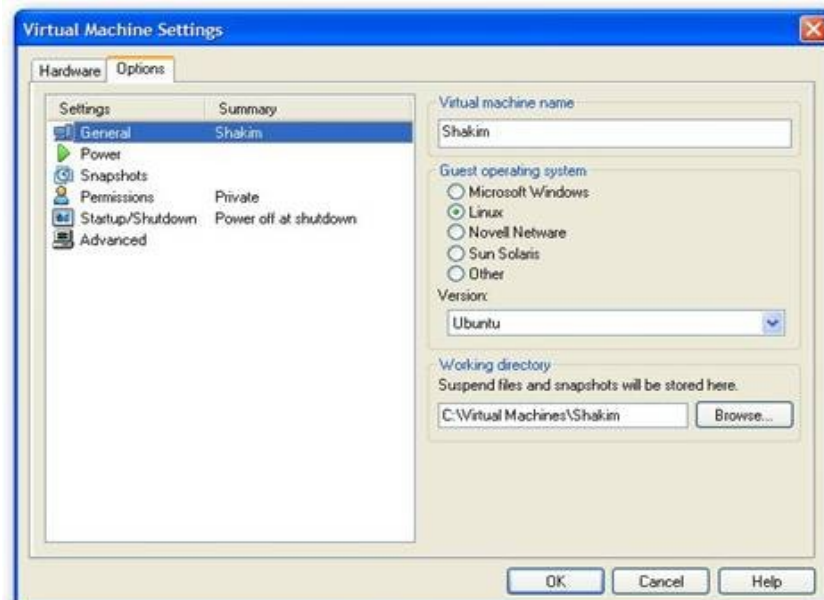 Virtual Machine Settings
Hardware Options
Settings Summary
General Shakim
Power
Snapshots
Permissions Private
Startup/Shutdown Power off at shutdown
Advanced
Virtual machine name
Shakim
Guest operating system
Microsoft Windows
Linux
Novell Netware
Sun Solaris
Other
Version:
Ubuntu
Working directory
Suspend files and snapshots will be stored here.
C:\Virtual Machines\Shakim Browse...
OK Cancel Help